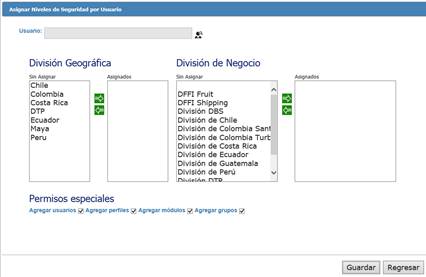 Asignar Niveles de Seguridad por Usuario
Usuario:
División Geográfica
División de Negocio
Sin Asignar
Asignados
Sin Asignar
Asignados
Chile
Colombia
Costa Rica
DTP
Ecuador
Maya
Peru
DFFI Fruit
DFFI Shipping
División DBS
División de Chile
División de Colombia Sant
División de Colombia Turb
División de Costa Rica
División de Ecuador
División de Guatemala
División de Perú
División DTP
Permisos especiales
Agregar usuarios Agregar perfiles Agregar módulos Agregar grupos
Guardar Regresar